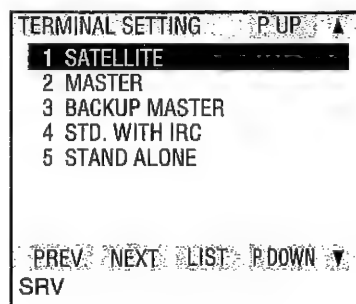 TERMINAL SETTING P.UP ▲
1 SATELLITE
2 MASTER
3 BACKUP MASTER
4 STD. WITH IRC
5 STAND ALONE
PREV. NEXT LIST P.DOWN ▼
SRV